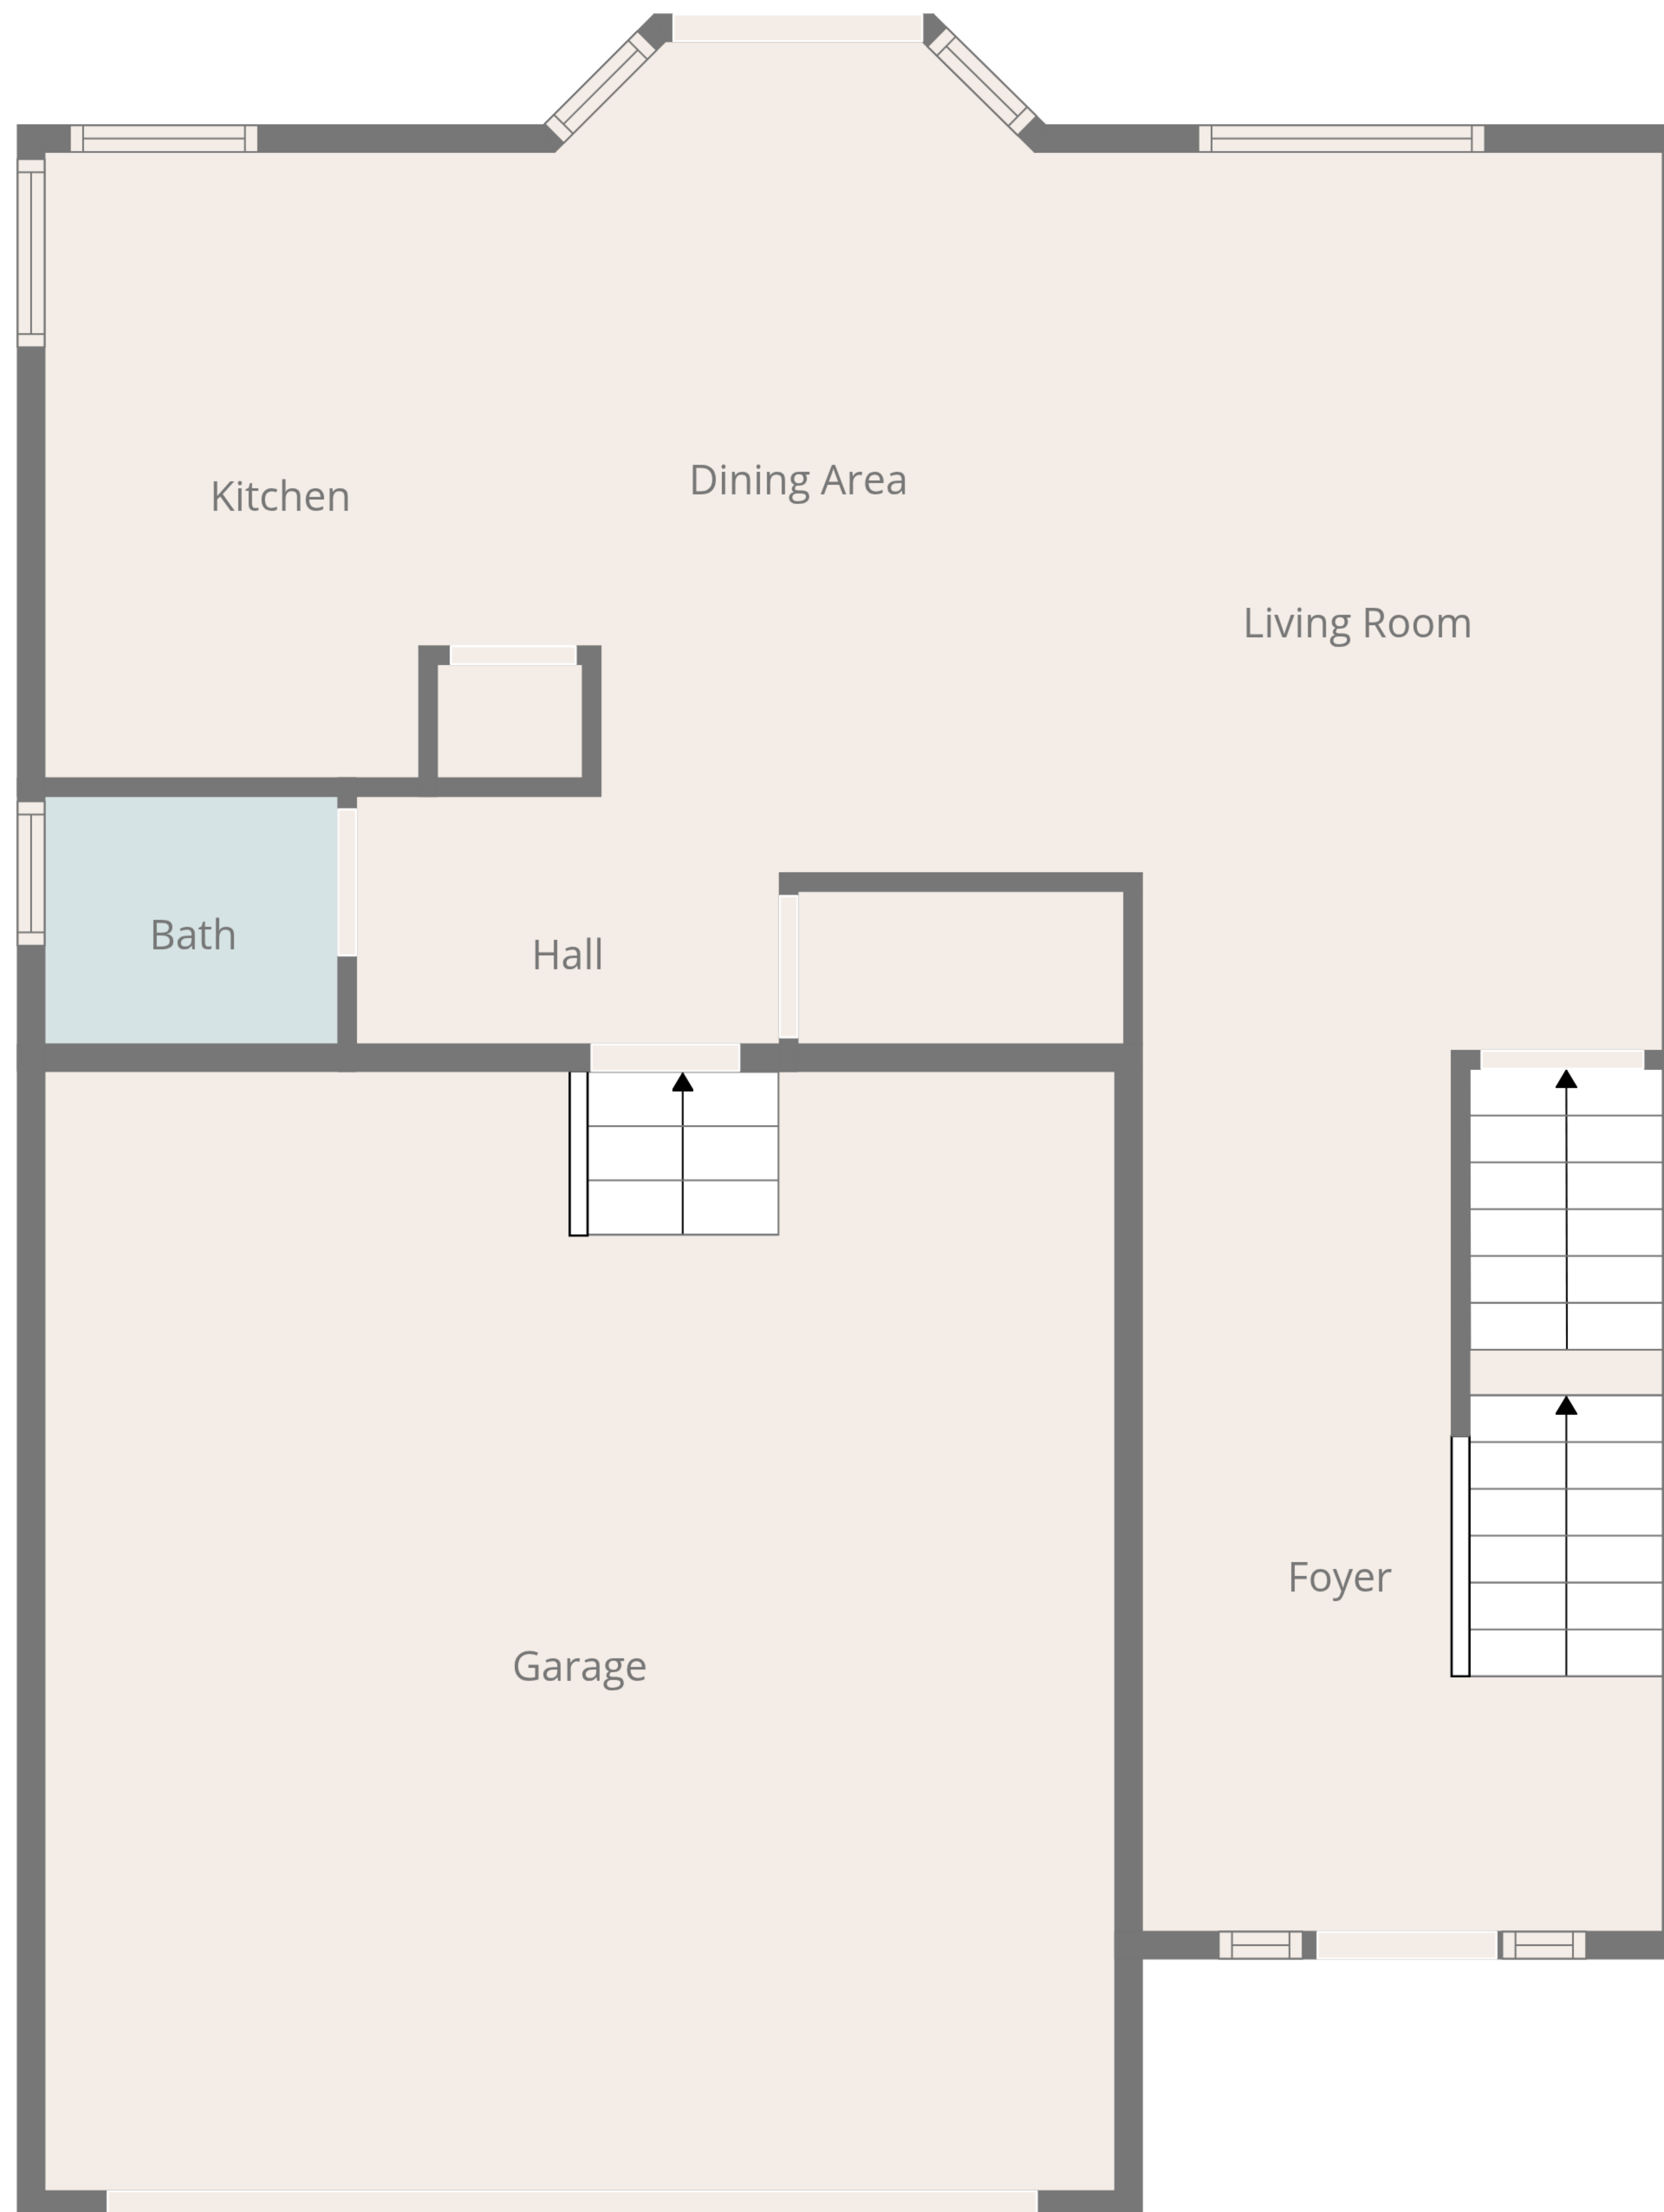 Dining Area
Kitchen
Living Room
Bath
Hall
Foyer
Garage